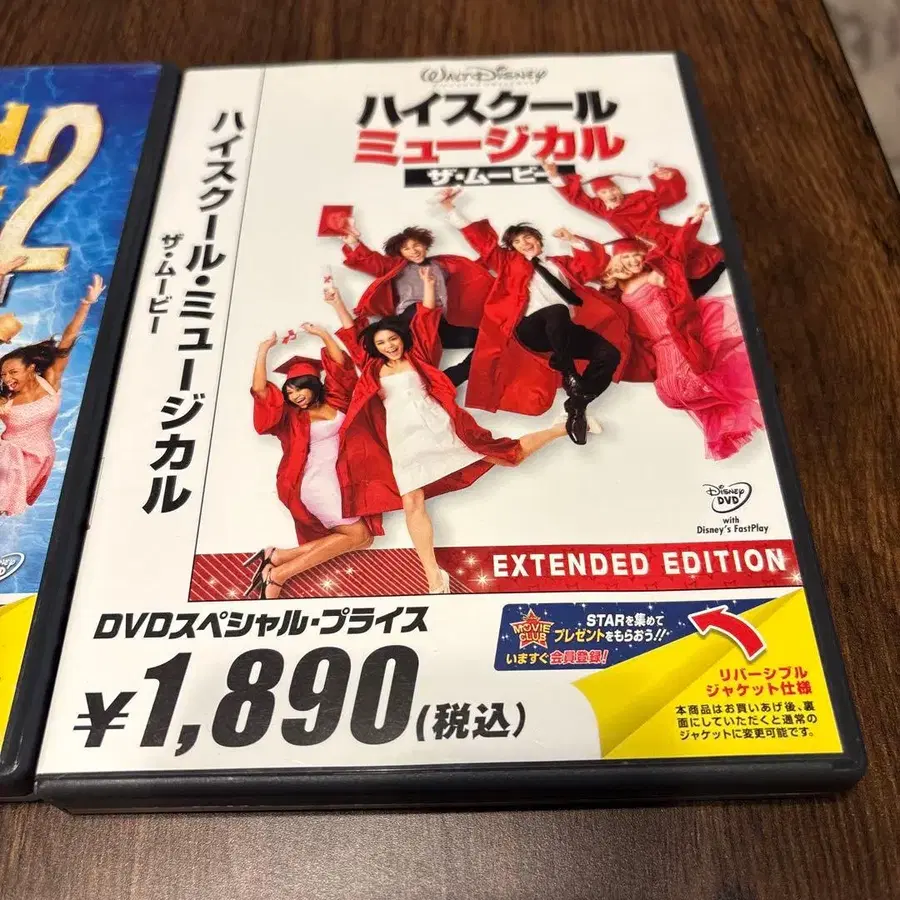 2
ハイスクール・ミュージカル
ザ・ムービー
WALT DISNEY
ハイスクール
ミュージカル
ザ・ムービー
DISNEY
DVD
with
Disney's FastPlay
EXTENDED EDITION
DVDスペシャル・プライス
¥1,890(税込)
MOVIE
CLUB
STARを集めて
プレゼントをもらおう!!
いますぐ会員登録!
リバーシブル
ジャケット仕様
本商品はお買いあげ後、裏
面にしていただくと通常の
ジャケットに変更可能です。